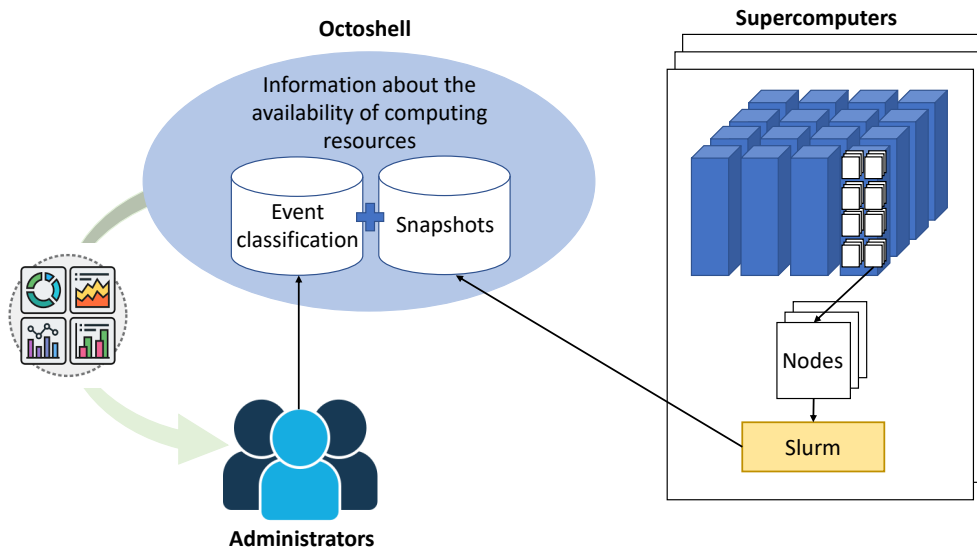 Octoshell
Information about the
availability of computing
resources
Event
classification
Snapshots
Administrators
Supercomputers
Nodes
Slurm